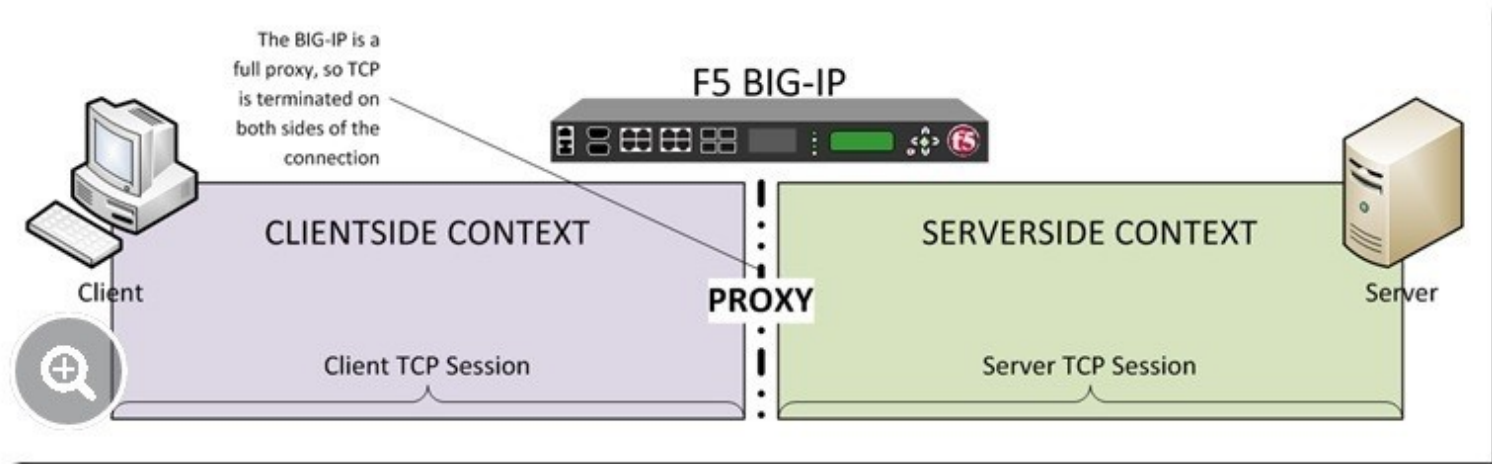 The BIG-IP is a
full proxy, so TCP
is terminated on
both sides of the
connection
F5 BIG-IP
f5
CLIENTSIDE CONTEXT
SERVERSIDE CONTEXT
Client
PROXY
Server
Client TCP Session
Server TCP Session